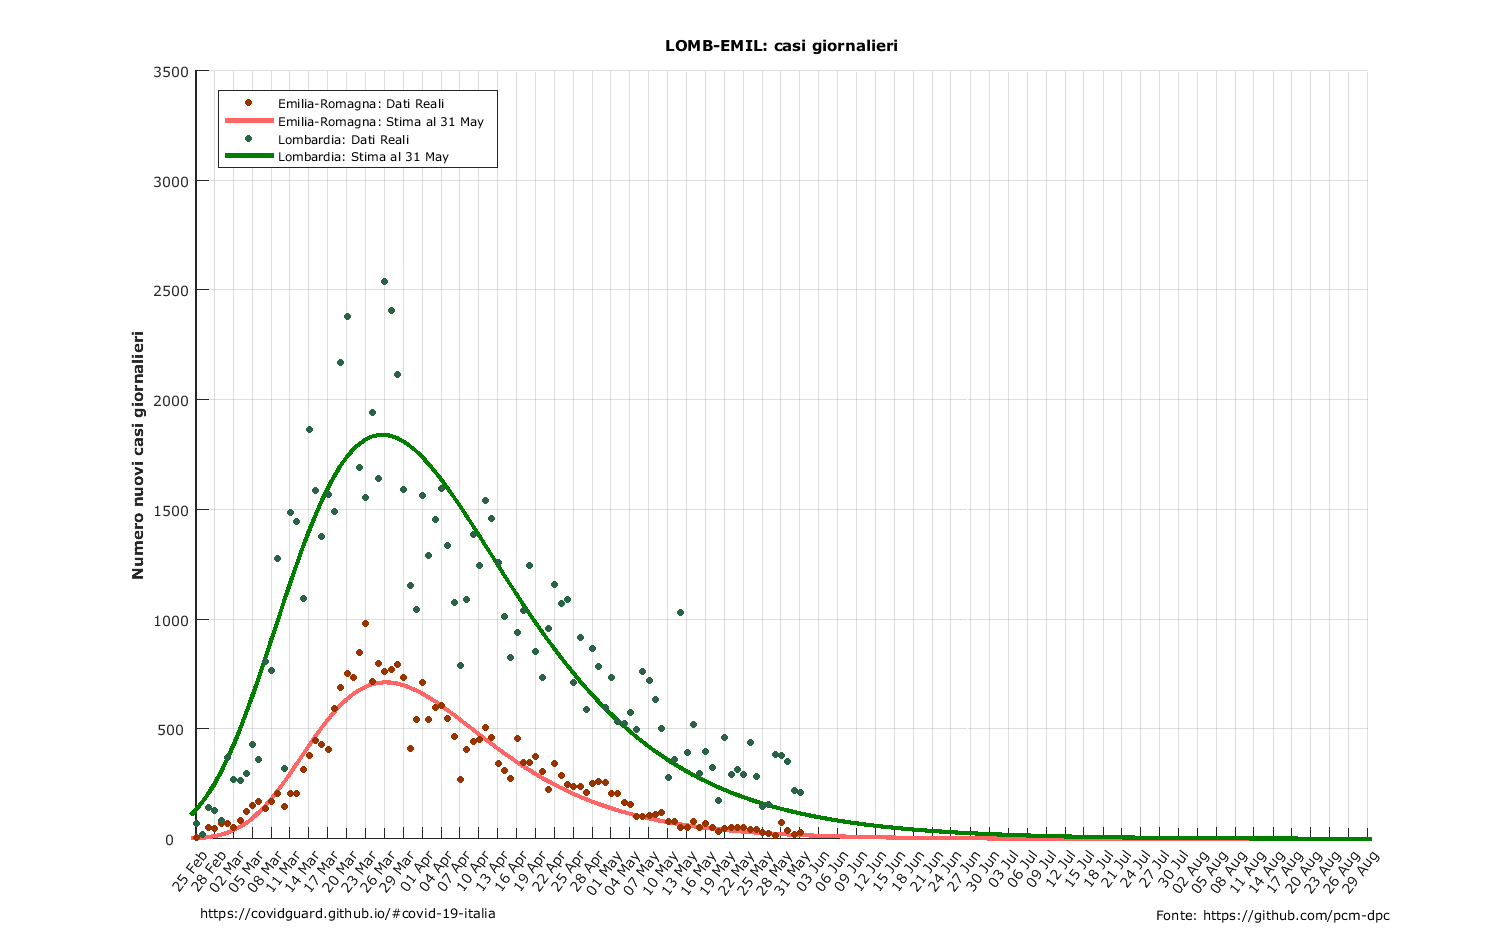 LOMB-EMIL: casi giornalieri
3500
3000
2500
2000
1500
1000
500
0
Numero nuovi casi giornalieri
Emilia-Romagna: Dati Reali
Emilia-Romagna: Stima al 31 May
Lombardia: Dati Reali
Lombardia: Stima al 31 May
25 Feb
28 Feb
02 Mar
05 Mar
08 Mar
11 Mar
14 Mar
17 Mar
20 Mar
23 Mar
26 Mar
29 Mar
01 Apr
04 Apr
07 Apr
10 Apr
13 Apr
16 Apr
19 Apr
22 Apr
25 Apr
28 Apr
01 May
04 May
07 May
10 May
13 May
16 May
19 May
22 May
25 May
28 May
31 May
03 Jun
06 Jun
09 Jun
12 Jun
15 Jun
18 Jun
21 Jun
24 Jun
27 Jun
30 Jun
03 Jul
06 Jul
09 Jul
12 Jul
15 Jul
18 Jul
21 Jul
24 Jul
27 Jul
30 Jul
02 Aug
05 Aug
08 Aug
11 Aug
14 Aug
17 Aug
20 Aug
23 Aug
26 Aug
29 Aug
https://covidguard.github.io/#covid-19-italia
Fonte: https://github.com/pcm-dpc